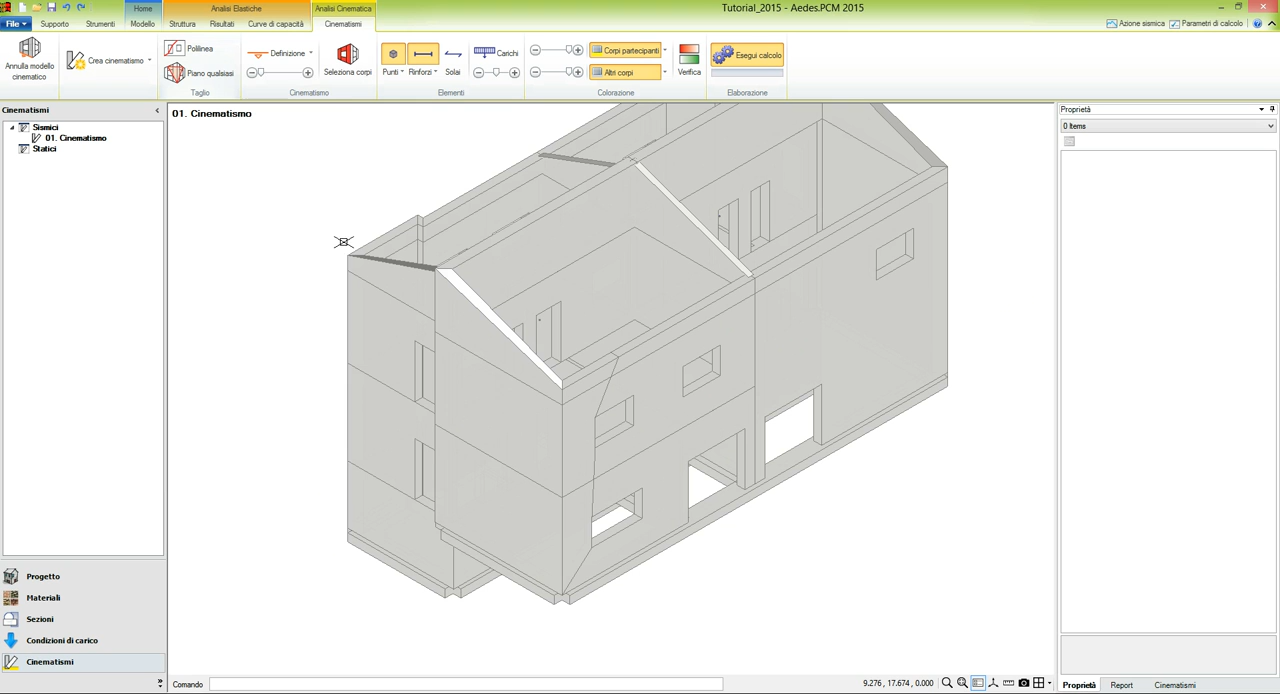 Tutorial_2015 - Aedes.PCM 2015
Home
Analisi Elastiche
Analisi Cinematica
File
Supporto
Strumenti
Modello
Struttura
Risultati
Curve di capacità
Cinematismi
Azione sismica
Parametri di calcolo
Annulla modello cinematico
Crea cinematismo
Polilinea
Piano qualsiasi
Taglio
Definizione
Seleziona corpi
Cinematismo
Punti
Rinforzi
Solai
Carichi
Elementi
Corpi partecipanti
Altri corpi
Colorazione
Verifica
Esegui calcolo
Elaborazione
Cinematismi
Sismici
01. Cinematismo
Statici
01. Cinematismo
Proprietà
0 Items
Progetto
Materiali
Sezioni
Condizioni di carico
Cinematismi
Comando
9.276 , 17.674 , 0.000
Proprietà
Report
Cinematismi